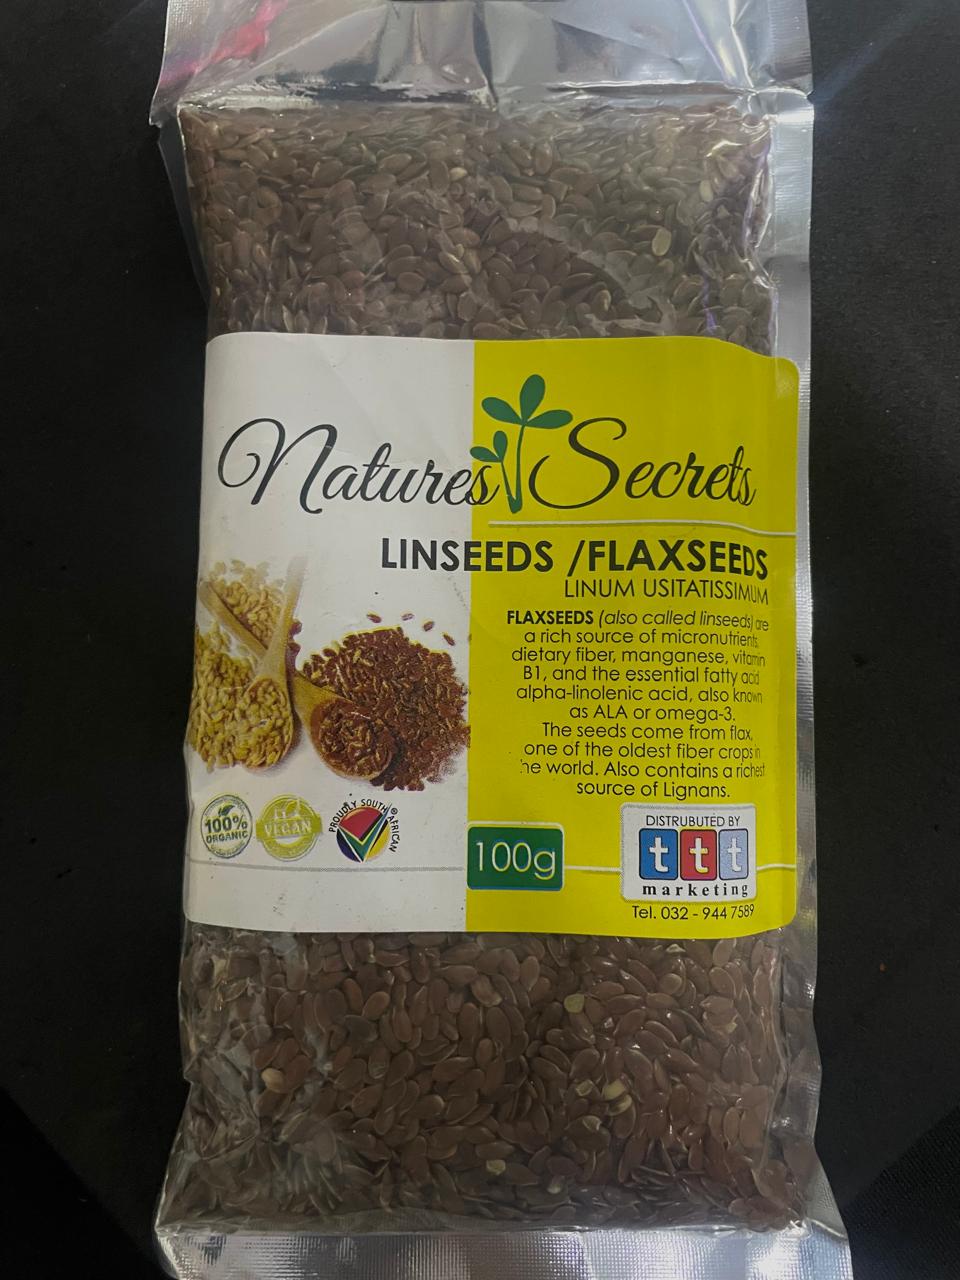 Natures Secrets
LINSEEDS /FLAXSEEDS
LINUM USITATISSIMUM
FLAXSEEDS (also called linseeds) are
a rich source of micronutrients,
dietary fiber, manganese, vitamin
B1, and the essential fatty acid
alpha-linolenic acid, also known
as ALA or omega-3.
The seeds come from flax,
one of the oldest fiber crops in
he world. Also contains a richest
source of Lignans.
100%
ORGANIC
VEGAN
PROUDLY SOUTH AFRICAN ®
100g
DISTRUBUTED BY
t t t
marketing
Tel. 032 - 944 7589